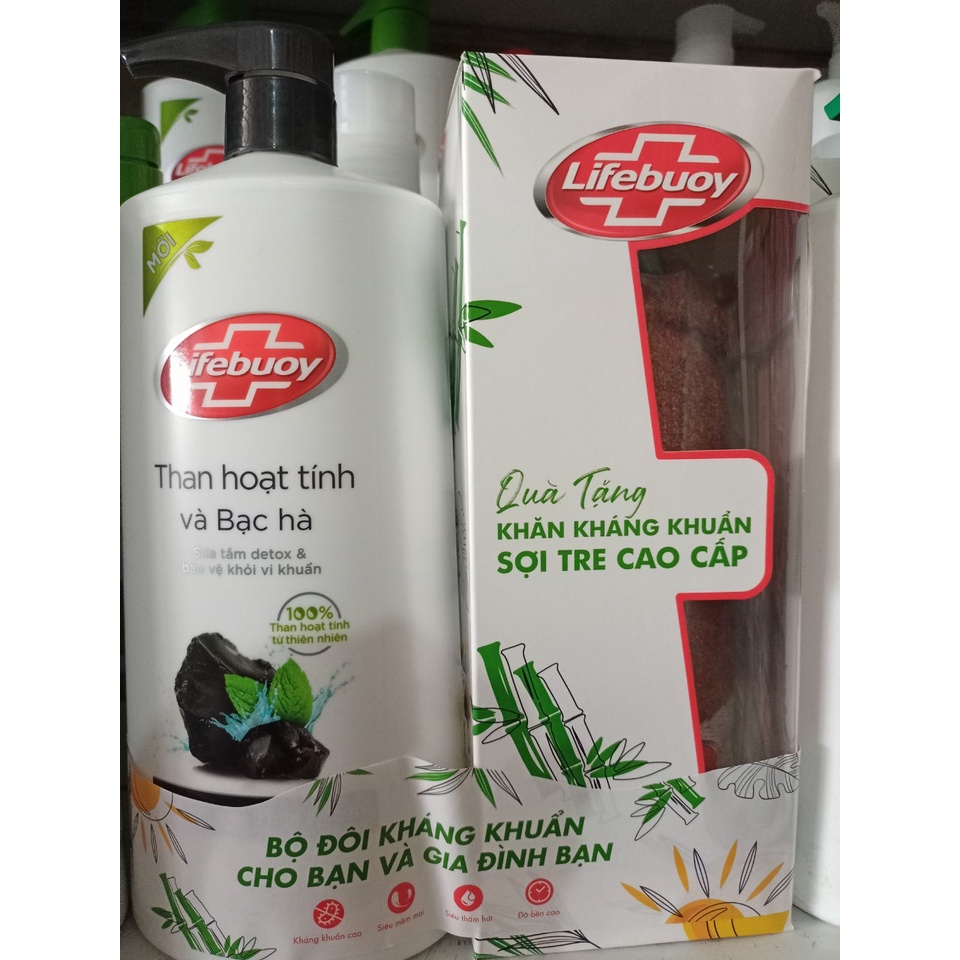 MỚI
Lifebuoy
Than hoạt tính
và Bạc hà
Sữa tắm detox &
bảo vệ khỏi vi khuẩn
100%
Than hoạt tính
từ thiên nhiên
Lifebuoy
Quà Tặng
KHĂN KHÁNG KHUẨN
SỢI TRE CAO CẤP
BỘ ĐÔI KHÁNG KHUẨN
CHO BẠN VÀ GIA ĐÌNH BẠN
Kháng khuẩn cao
Siêu mềm mại
Siêu thấm hút
Độ bền cao